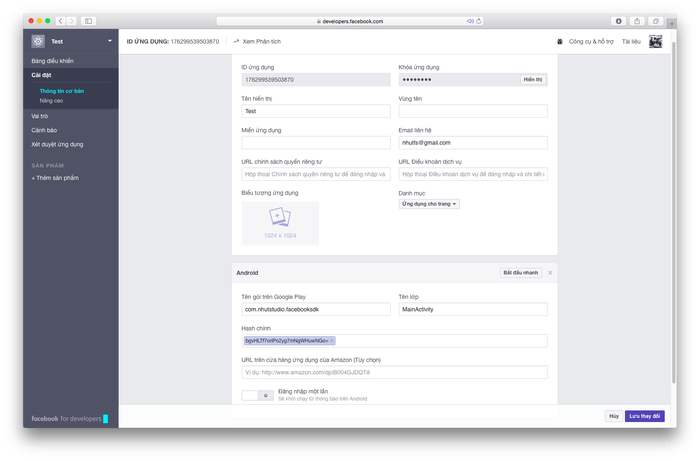 developers.facebook.com
Test
ID ỨNG DỤNG: 176299539503870
Xem Phân tích
Công cụ & hỗ trợ
Tài liệu
Bảng điều khiển
Cài đặt
Thông tin cơ bản
Nâng cao
Vai trò
Cảnh báo
Xét duyệt ứng dụng
SẢN PHẨM
+ Thêm sản phẩm
ID ứng dụng
Khóa ứng dụng
176299539503870
●●●●●●●●
Hiển thị
Tên hiển thị
Vùng tên
Test
Miền ứng dụng
Email liên hệ
nhutfs@gmail.com
URL chính sách quyền riêng tư
URL Điều khoản dịch vụ
Hộp thoại Chính sách quyền riêng tư để đăng nhập và
Hộp thoại Điều khoản dịch vụ để đăng nhập và chi tiết
Biểu tượng ứng dụng
Danh mục
Ứng dụng cho trang
1024 x 1024
Android
Bắt đầu nhanh
Tên gói trên Google Play
Tên lớp
com.nhutstudio.facebooksdk
MainActivity
Hash chính
URL trên cửa hàng ứng dụng của Amazon (Tùy chọn)
Ví dụ: http://www.amazon.com/dp/B004GJDQT8
Đăng nhập một lần
Sẽ khởi chạy từ thông báo trên Android
facebook for developers
Hủy
Lưu thay đổi